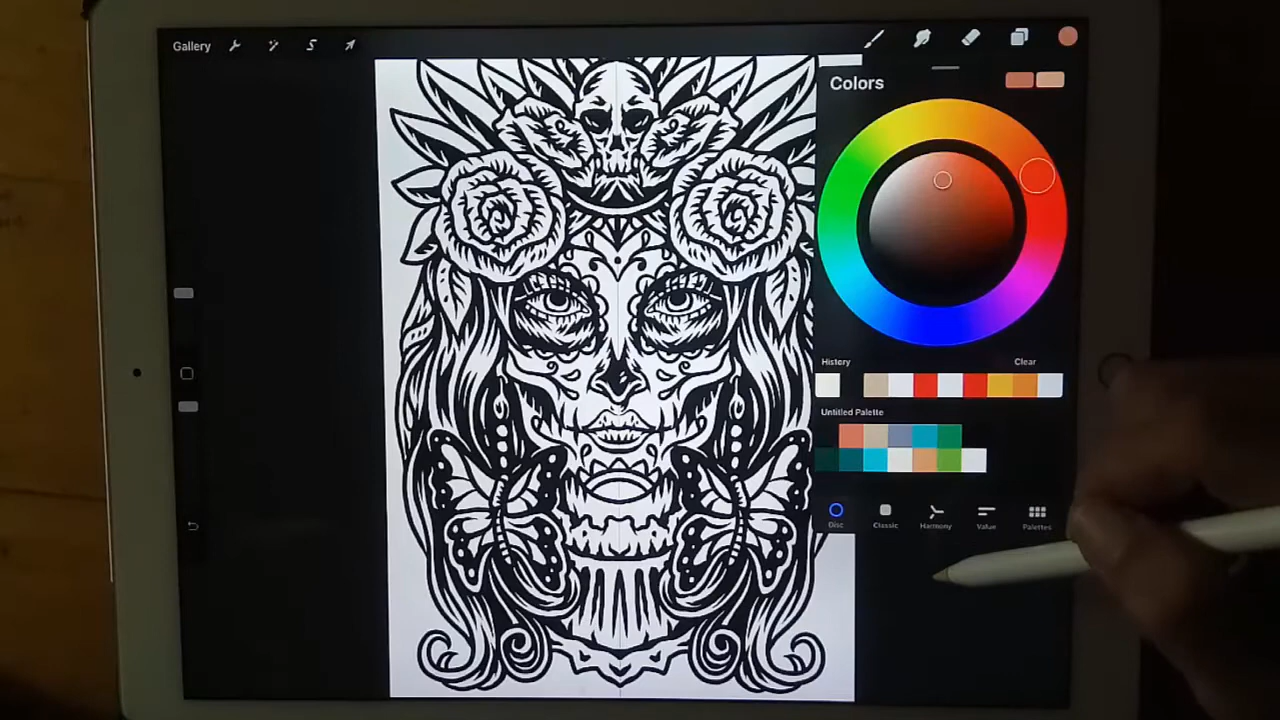 Gallery
Colors
History Clear
Untitled Palette
Disc Classic Harmony Value Palettes